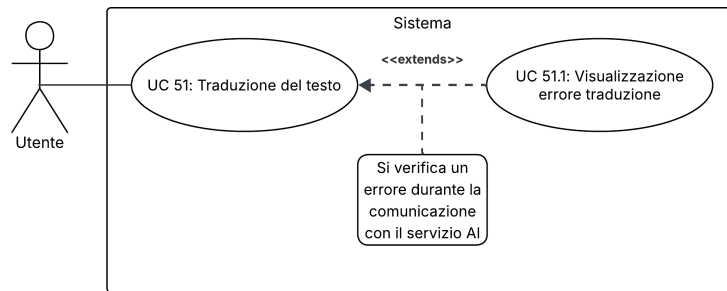 Sistema
<<extends>>
UC 51: Traduzione del testo
UC 51.1: Visualizzazione
errore traduzione
Utente
Si verifica un
errore durante la
comunicazione
con il servizio AI